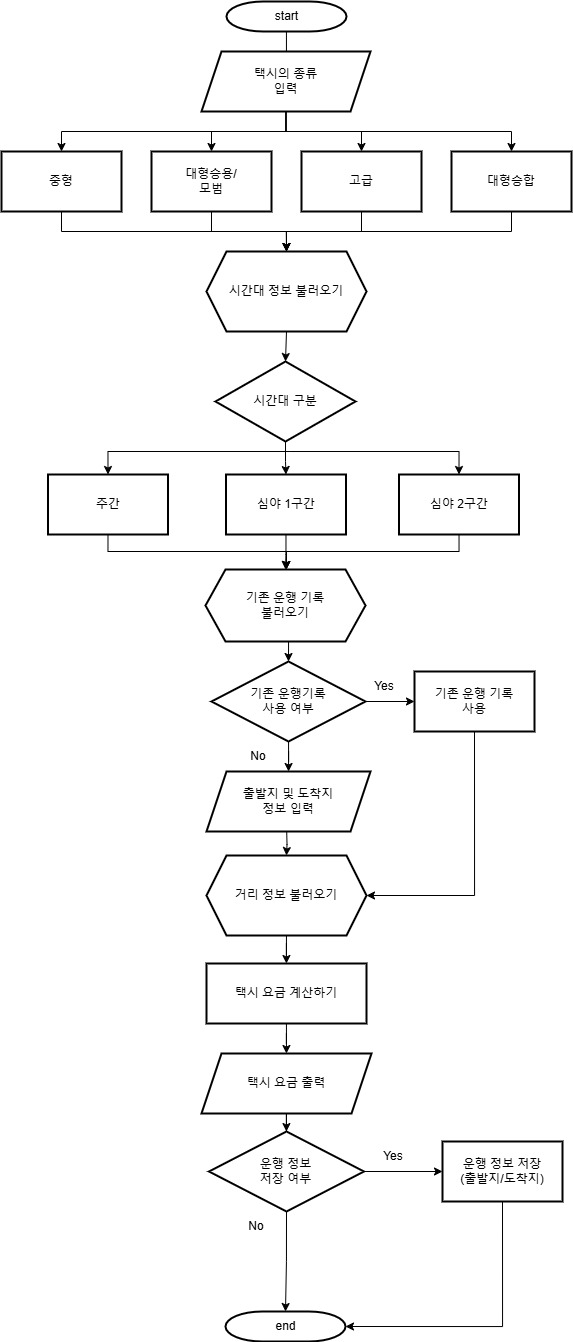 start
택시의 종류
입력
중형
대형승용/
모범
고급
대형승합
시간대 정보 불러오기
시간대 구분
주간
심야 1구간
심야 2구간
기존 운행 기록
불러오기
기존 운행기록
사용 여부
Yes
기존 운행 기록
사용
No
출발지 및 도착지
정보 입력
거리 정보 불러오기
택시 요금 계산하기
택시 요금 출력
운행 정보
저장 여부
Yes
운행 정보 저장
(출발지/도착지)
No
end